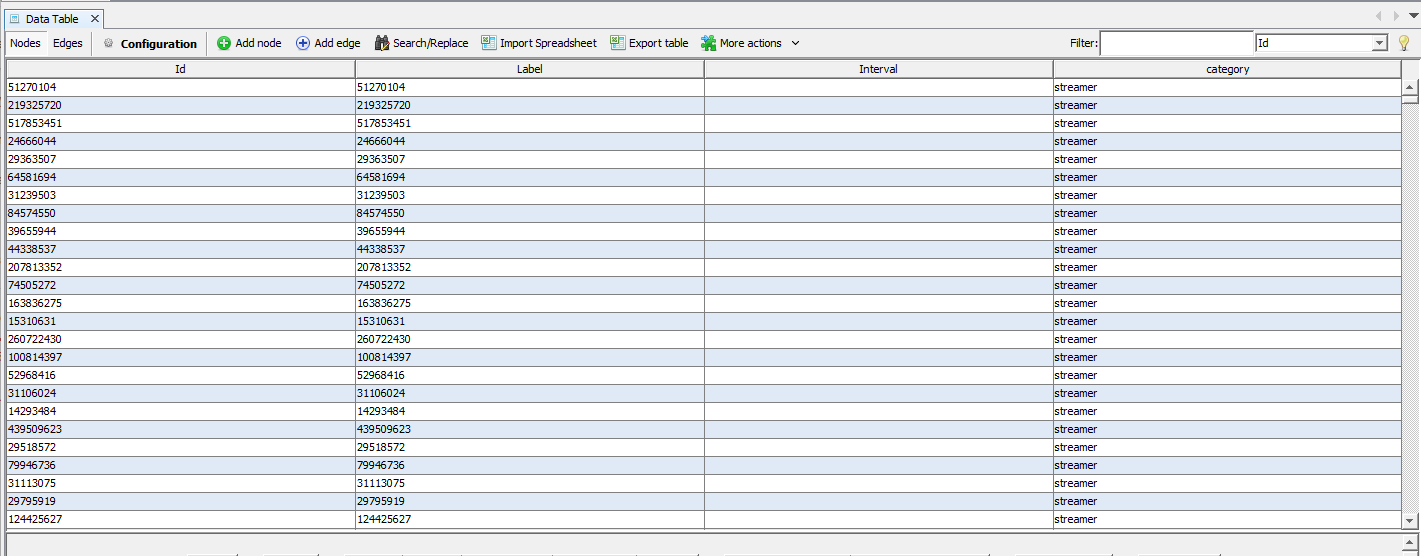 Data Table
Nodes Edges Configuration Add node Add edge Search/Replace Import Spreadsheet Export table More actions Filter: Id
Id Label Interval category
51270104 51270104 streamer
219325720 219325720 streamer
517853451 517853451 streamer
24666044 24666044 streamer
29363507 29363507 streamer
64581694 64581694 streamer
31239503 31239503 streamer
84574550 84574550 streamer
39655944 39655944 streamer
44338537 44338537 streamer
207813352 207813352 streamer
74505272 74505272 streamer
163836275 163836275 streamer
15310631 15310631 streamer
260722430 260722430 streamer
100814397 100814397 streamer
52968416 52968416 streamer
31106024 31106024 streamer
14293484 14293484 streamer
439509623 439509623 streamer
29518572 29518572 streamer
79946736 79946736 streamer
31113075 31113075 streamer
29795919 29795919 streamer
124425627 124425627 streamer